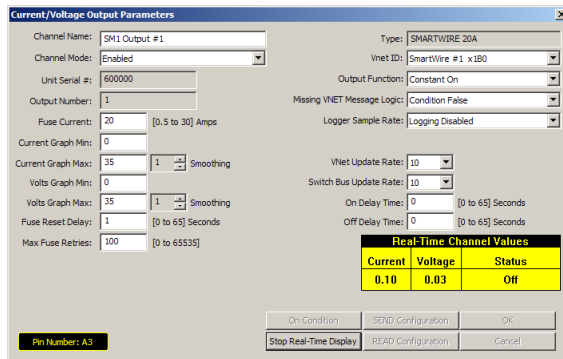 Current/Voltage Output Parameters
Channel Name: SM1 Output #1
Type: SMARTWIRE 20A
Channel Mode: Enabled
Vnet ID: SmartWire #1 x1B0
Unit Serial #: 600000
Output Function: Constant On
Output Number: 1
Missing VNET Message Logic: Condition False
Fuse Current: 20 [0.5 to 30] Amps
Logger Sample Rate: Logging Disabled
Current Graph Min: 0
Current Graph Max: 35 1 Smoothing
VNet Update Rate: 10
Volts Graph Min: 0
Switch Bus Update Rate: 10
Volts Graph Max: 35 1 Smoothing
On Delay Time: 0 [0 to 65] Seconds
Fuse Reset Delay: 1 [0 to 65] Seconds
Off Delay Time: 0 [0 to 65] Seconds
Max Fuse Retries: 100 [0 to 65535]
Real-Time Channel Values
Current Voltage Status
0.10 0.03 Off
On Condition SEND Configuration OK
Pin Number: A3
Stop Real-Time Display READ Configuration Cancel